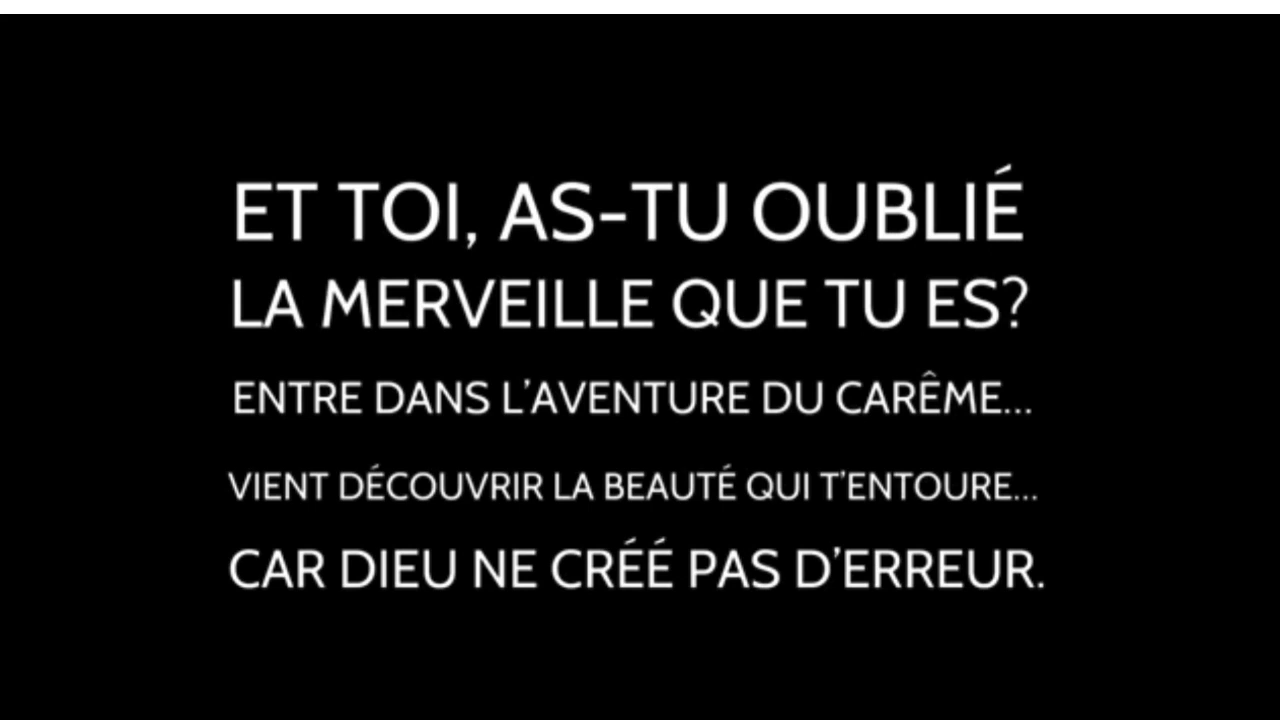 ET TOI, AS-TU OUBLIÉ
LA MERVEILLE QUE TU ES?
ENTRE DANS L'AVENTURE DU CARÊME...
VIENT DÉCOUVRIR LA BEAUTÉ QUI T'ENTOURE...
CAR DIEU NE CRÉÉ PAS D'ERREUR.